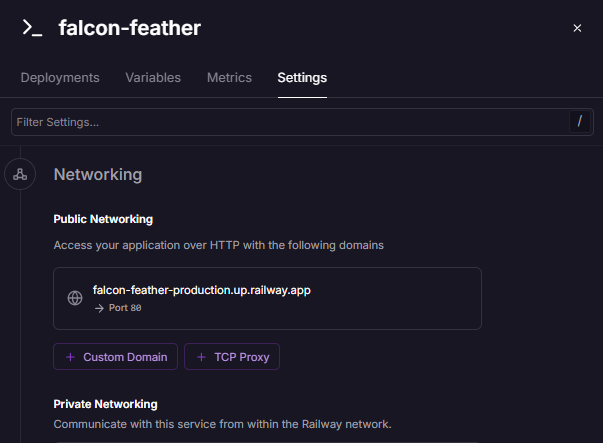 falcon-feather
Deployments Variables Metrics Settings
Filter Settings... /
Networking
Public Networking
Access your application over HTTP with the following domains
falcon-feather-production.up.railway.app
→ Port 80
+ Custom Domain + TCP Proxy
Private Networking
Communicate with this service from within the Railway network.